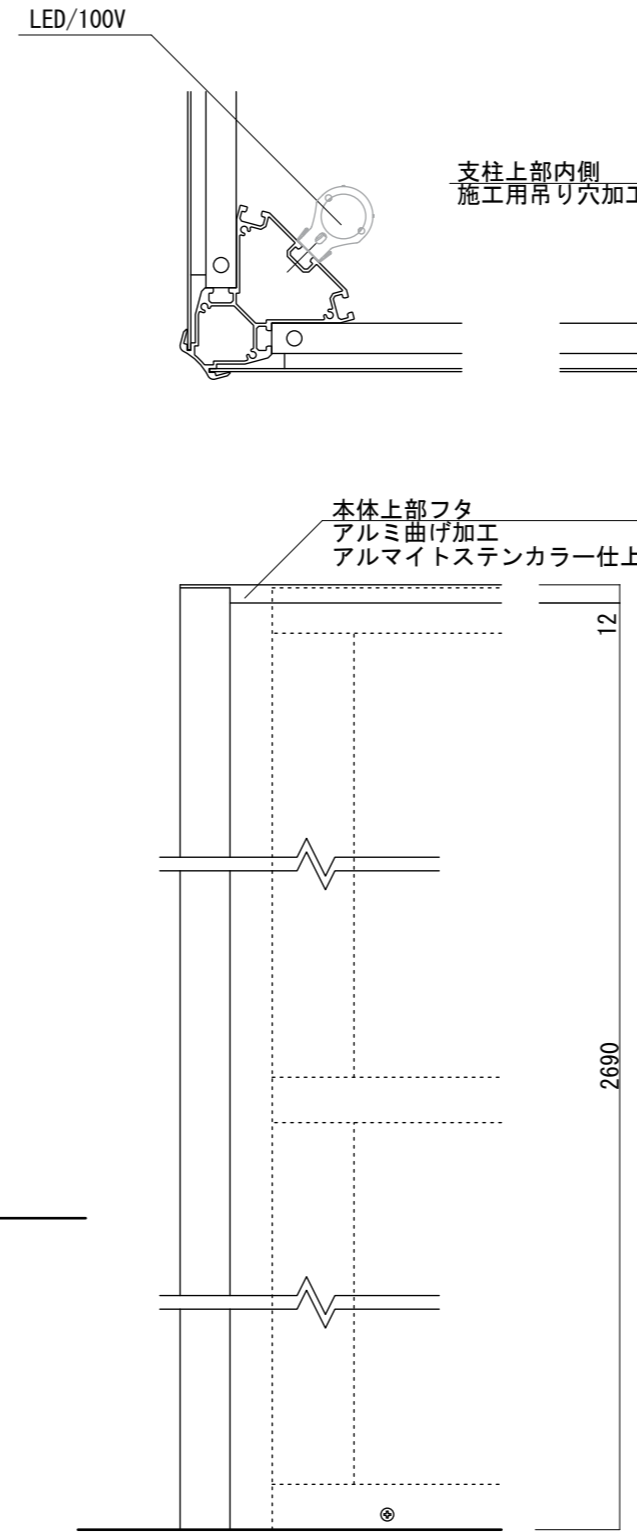 LED/100V
支柱上部内側
施工用吊り穴加工
本体上部フタ
アルミ曲げ加工
アルマイトステンカラー仕上
12
2690